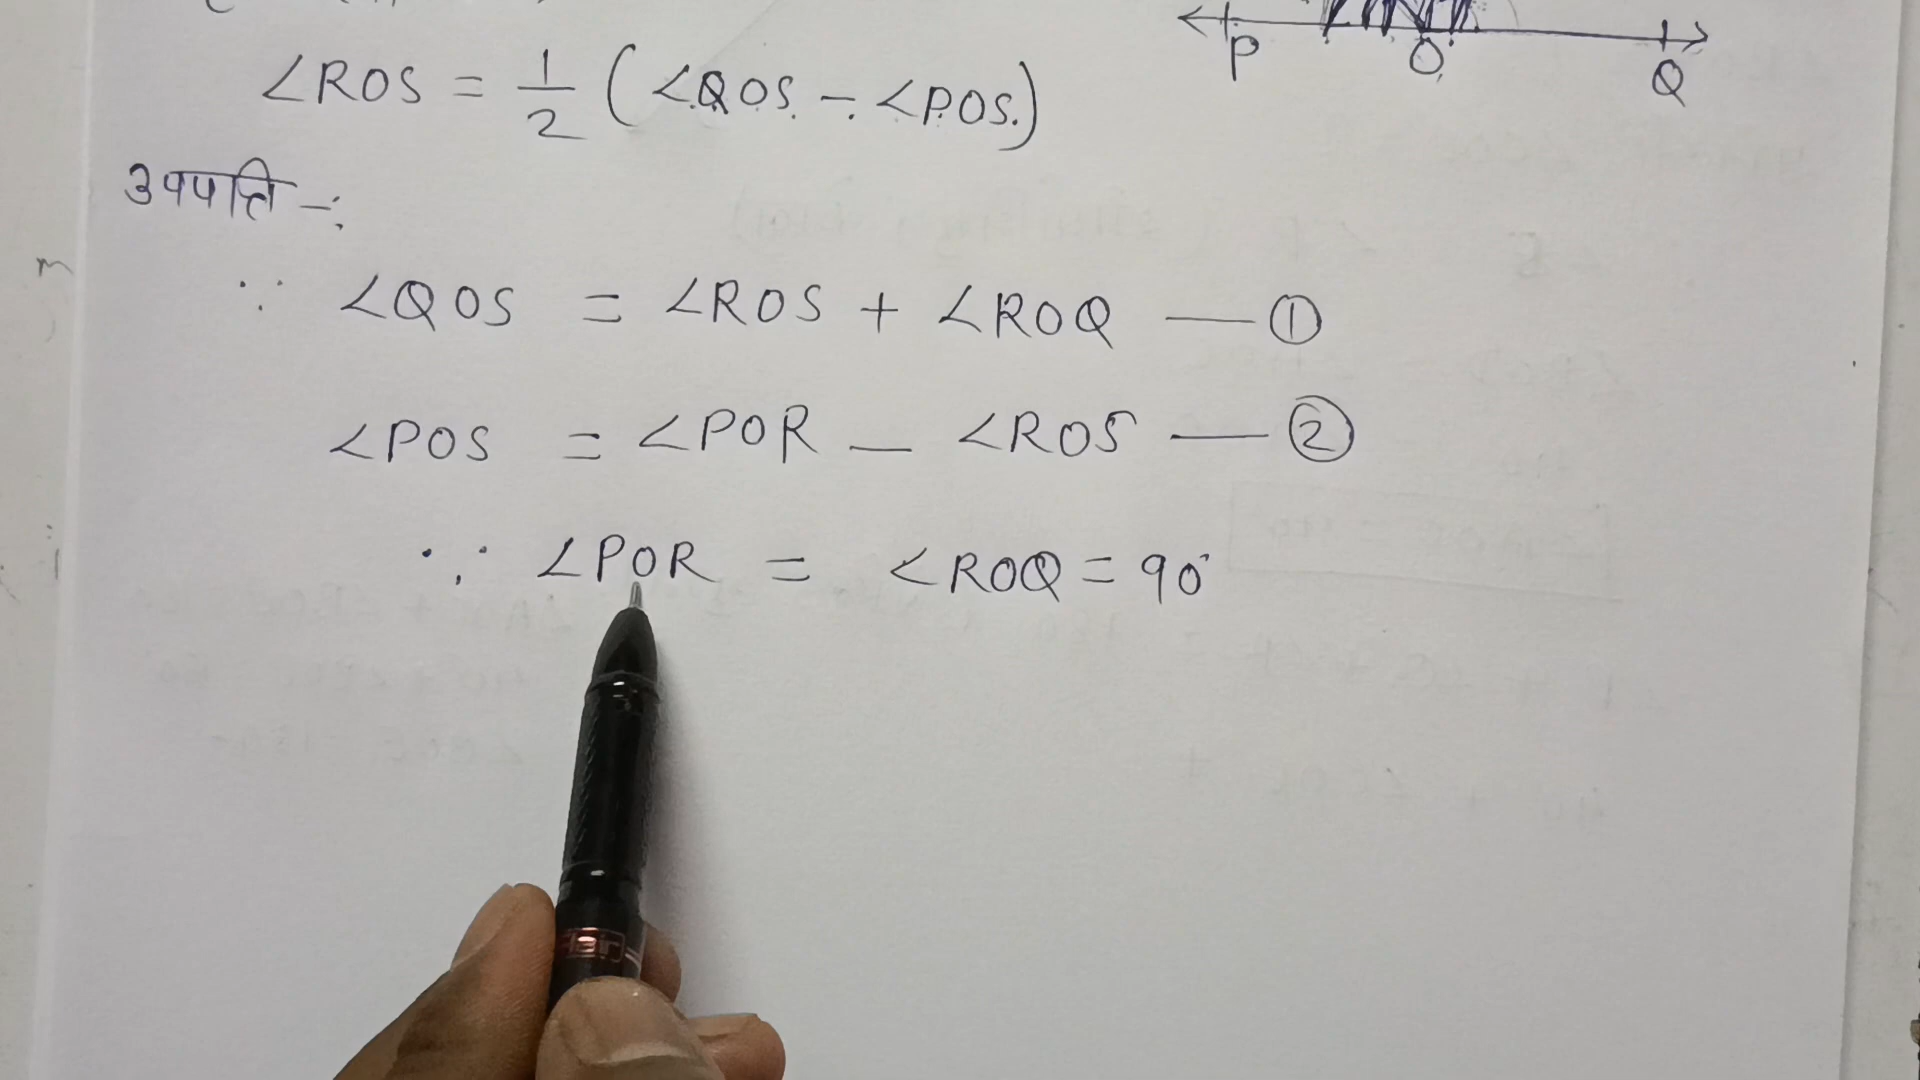 P O Q
∠ROS = 1/2 (∠QOS - ∠POS)
उपपत्ति -:
∵ ∠QOS = ∠ROS + ∠ROQ — ①
∠POS = ∠POR - ∠ROS — ②
∵ ∠POR = ∠ROQ = 90°